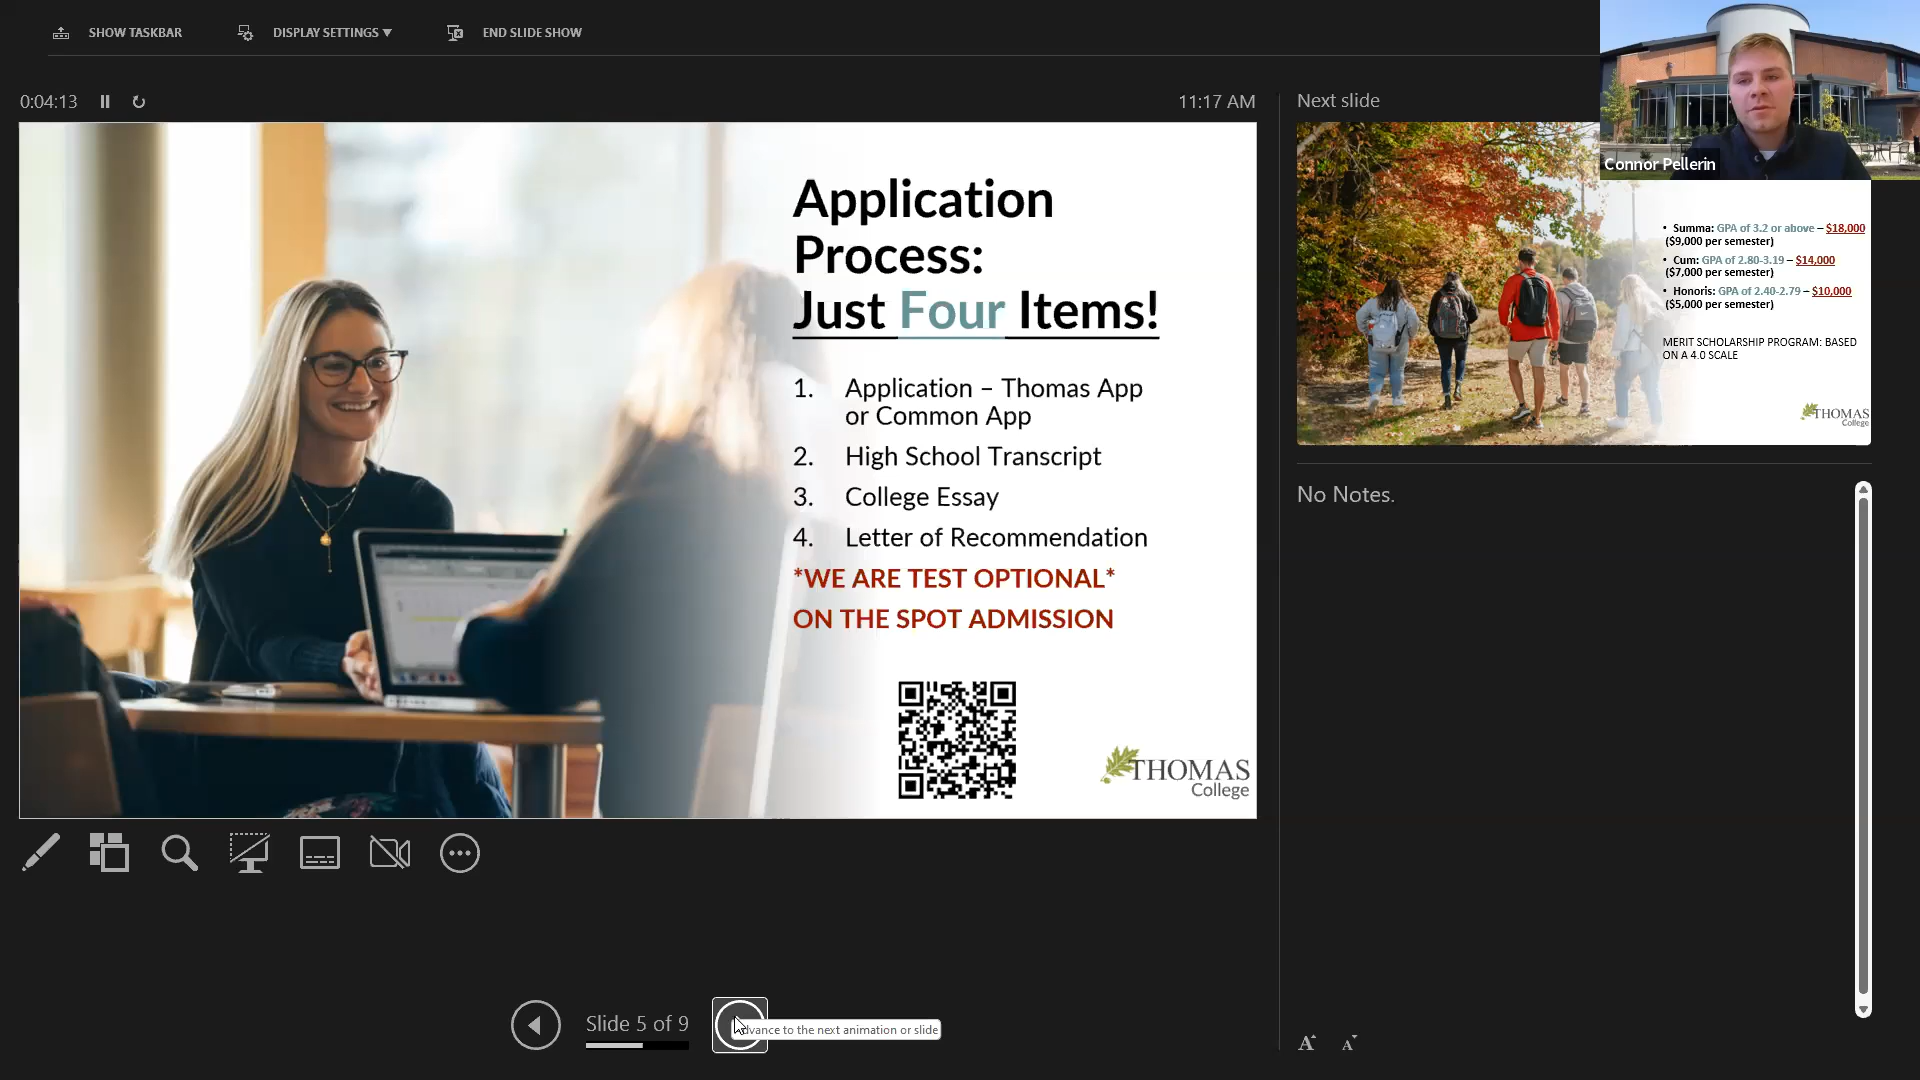 SHOW TASKBAR
DISPLAY SETTINGS ▼
END SLIDE SHOW
0:04:13
11:17 AM
Next slide
Connor Pellerin
Application
Process:
Just Four Items!
1. Application – Thomas App
or Common App
2. High School Transcript
3. College Essay
4. Letter of Recommendation
*WE ARE TEST OPTIONAL*
ON THE SPOT ADMISSION
THOMAS
College
• Summa: GPA of 3.2 or above – $18,000
($9,000 per semester)
• Cum: GPA of 2.80-3.19 – $14,000
($7,000 per semester)
• Honoris: GPA of 2.40-2.79 – $10,000
($5,000 per semester)
MERIT SCHOLARSHIP PROGRAM: BASED
ON A 4.0 SCALE
THOMAS
College
No Notes.
Slide 5 of 9
dvance to the next animation or slide
A
A